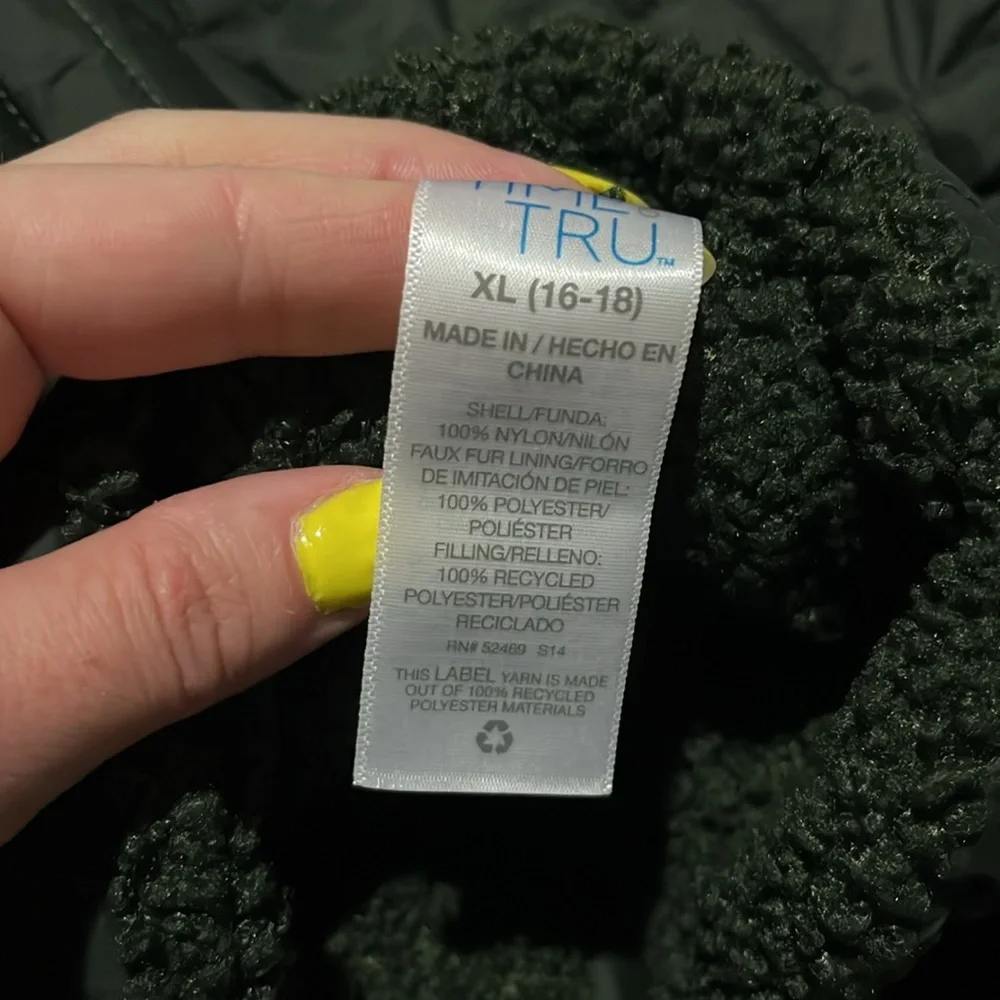 TIME &
TRU™
XL (16-18)
MADE IN / HECHO EN
CHINA
SHELL/FUNDA:
100% NYLON/NILÓN
FAUX FUR LINING/FORRO
DE IMITACIÓN DE PIEL:
100% POLYESTER/
POLIÉSTER
FILLING/RELLENO:
100% RECYCLED
POLYESTER/POLIÉSTER
RECICLADO
RN# 52469 S14
THIS LABEL YARN IS MADE
OUT OF 100% RECYCLED
POLYESTER MATERIALS